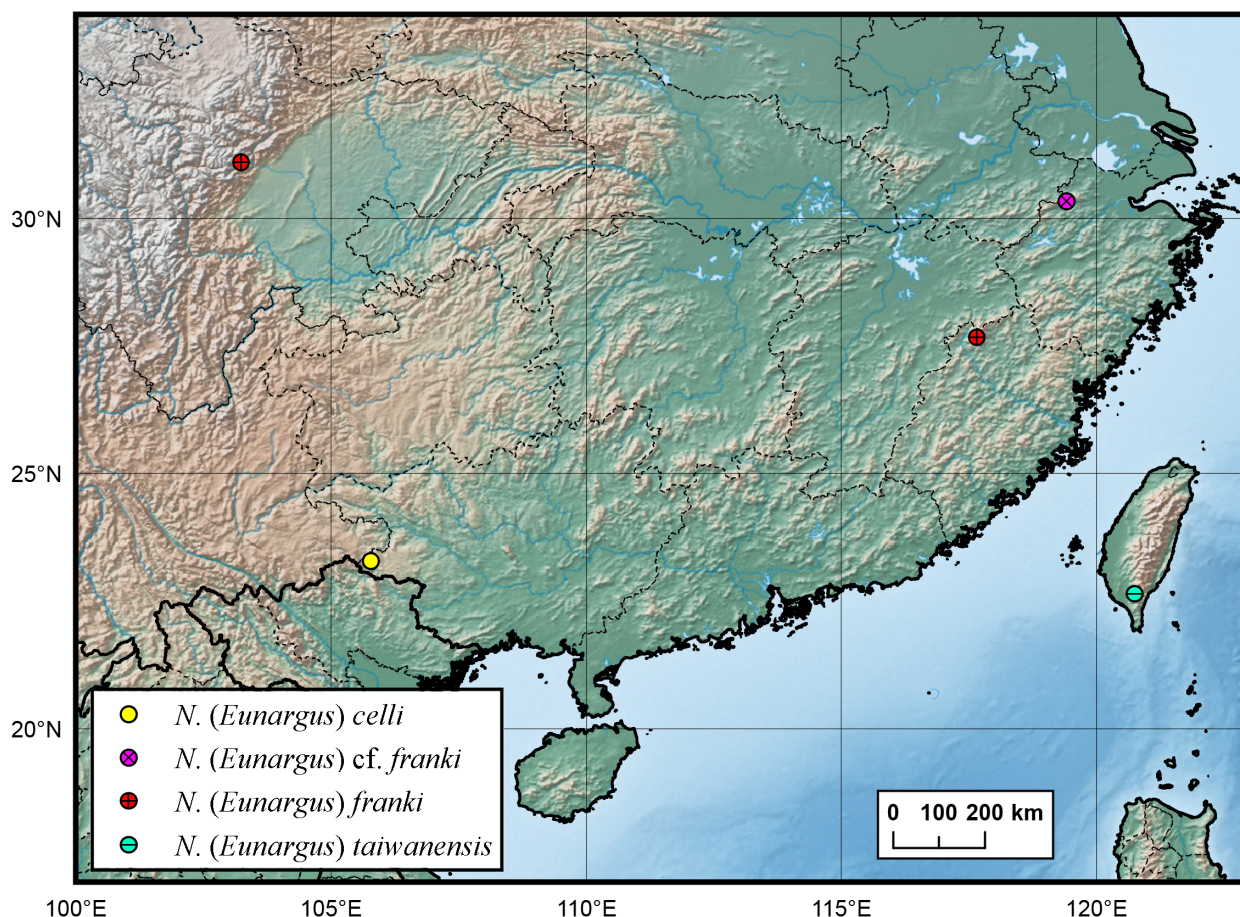 30°N
25°N
20°N
N. (Eunargus) celli
N. (Eunargus) cf. franki
N. (Eunargus) franki
N. (Eunargus) taiwanensis
0 100 200 km
100°E 105°E 110°E 115°E 120°E